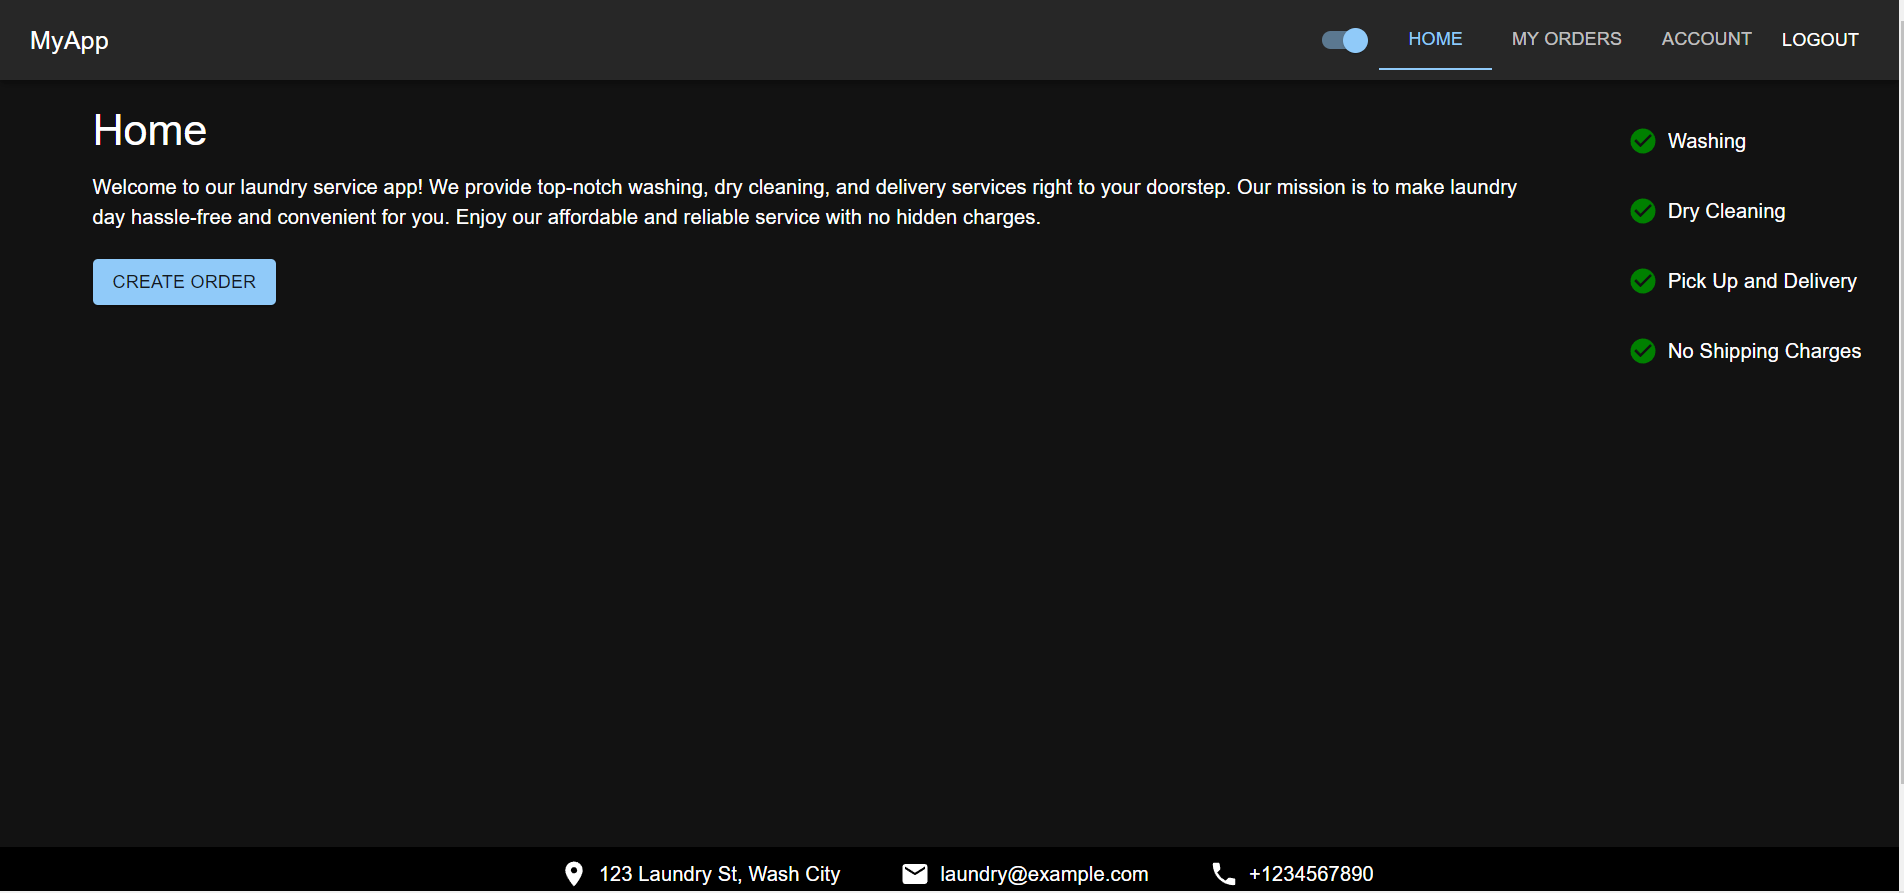 MyApp
HOME
MY ORDERS
ACCOUNT
LOGOUT
Home
Welcome to our laundry service app! We provide top-notch washing, dry cleaning, and delivery services right to your doorstep. Our mission is to make laundry
day hassle-free and convenient for you. Enjoy our affordable and reliable service with no hidden charges.
CREATE ORDER
Washing
Dry Cleaning
Pick Up and Delivery
No Shipping Charges
123 Laundry St, Wash City
laundry@example.com
+1234567890